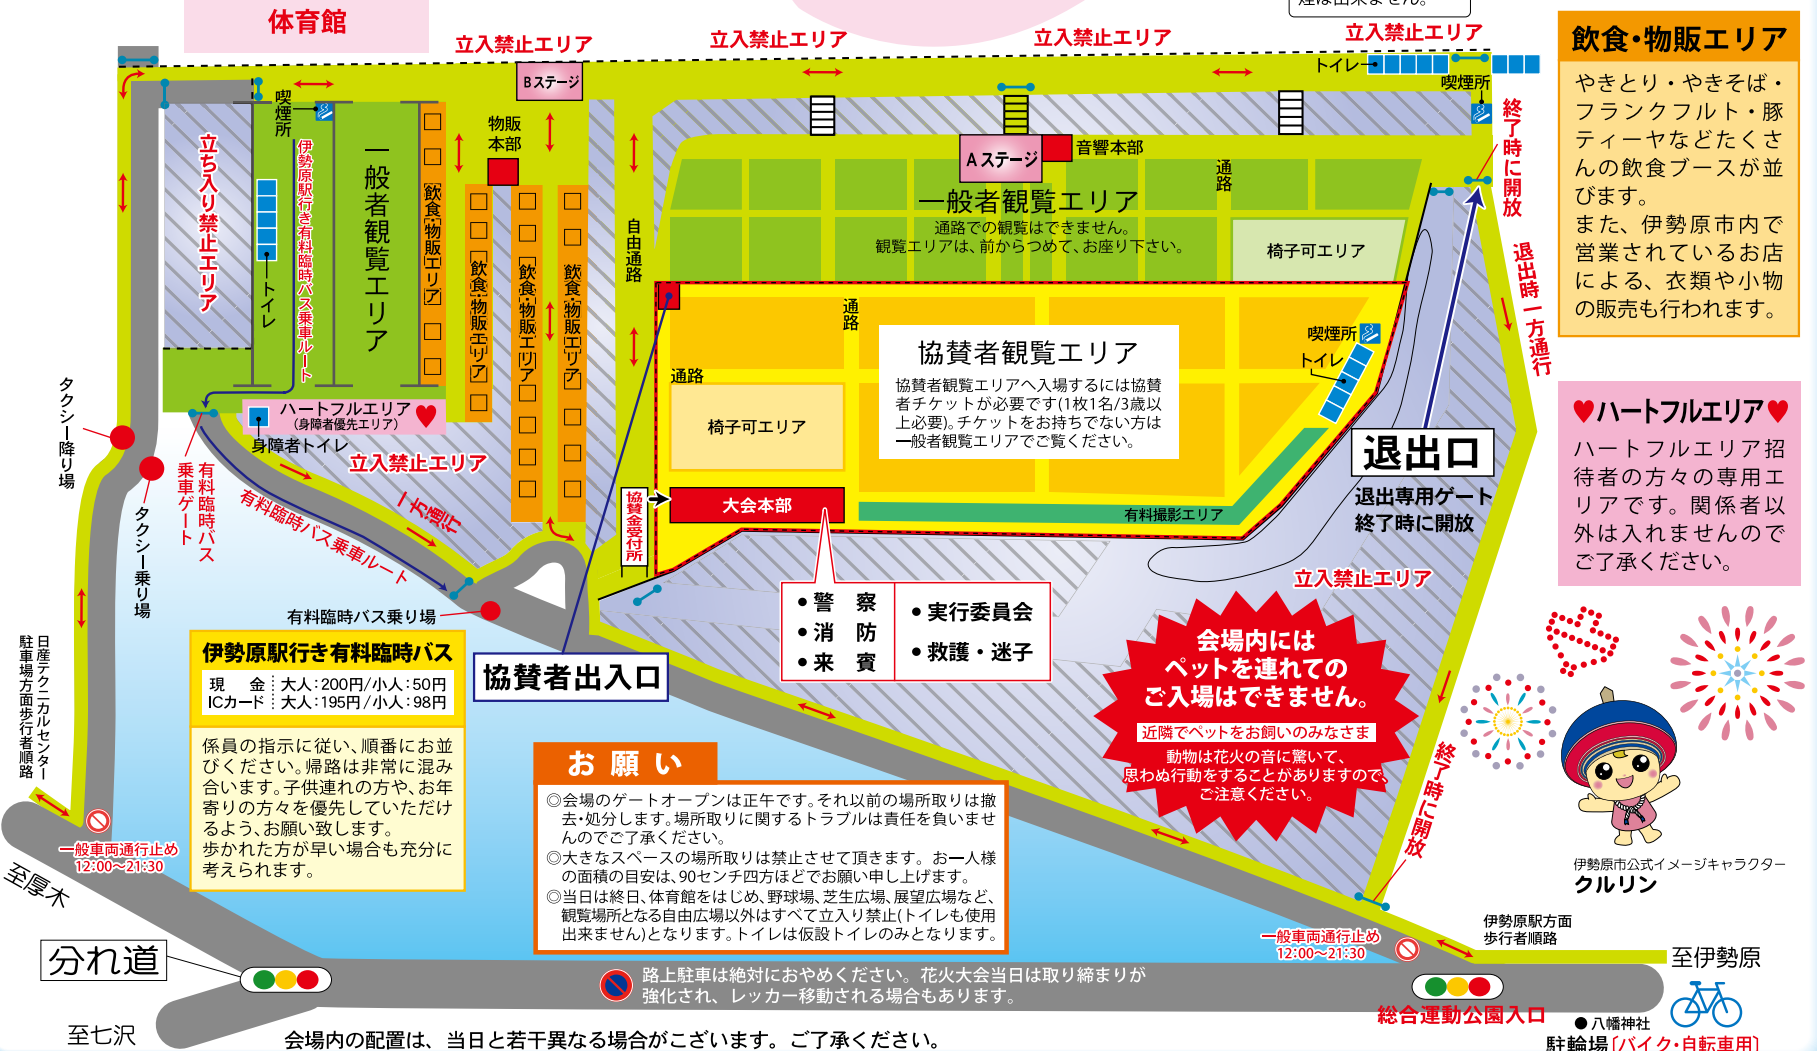 体育館
煙は出来ません。
立入禁止エリア
立入禁止エリア
立入禁止エリア
立入禁止エリア
トイレ
喫煙所
Bステージ
喫煙所
物販
本部
立ち入り禁止エリア
伊勢原駅行き有料臨時バス乗車ルート
トイレ
一般者観覧エリア
飲食・物販エリア
飲食・物販エリア
飲食・物販エリア
飲食・物販エリア
自由通路
Aステージ
音響本部
通路
一般者観覧エリア
通路での観覧はできません。
観覧エリアは、前からつめて、お座り下さい。
椅子可エリア
終了時に開放
退出時一方通行
通路
協賛者観覧エリア
協賛者観覧エリアへ入場するには協賛
者チケットが必要です(1枚1名/3歳以
上必要)。チケットをお持ちでない方は
一般者観覧エリアでご覧ください。
喫煙所
トイレ
通路
椅子可エリア
大会本部
有料撮影エリア
協賛金受付所
退出口
退出専用ゲート
終了時に開放
立入禁止エリア
ハートフルエリア
(身障者優先エリア)
身障者トイレ
立入禁止エリア
一方通行
タクシー降り場
タクシー乗り場
有料臨時バス
乗車ゲート
有料臨時バス乗車ルート
有料臨時バス乗り場
日産テクニカルセンター
駐車場方面歩行者順路
伊勢原駅行き有料臨時バス
現　金 大人：200円/小人：50円
ICカード 大人：195円/小人：98円
係員の指示に従い、順番にお並
びください。帰路は非常に混み
合います。子供連れの方や、お年
寄りの方々を優先していただけ
るよう、お願い致します。
歩かれた方が早い場合も充分に
考えられます。
協賛者出入口
●警　察
●消　防
●来　賓
●実行委員会
●救護・迷子
会場内には
ペットを連れての
ご入場はできません。
近隣でペットをお飼いのみなさま
動物は花火の音に驚いて、
思わぬ行動をすることがありますので、
ご注意ください。
お願い
◎会場のゲートオープンは正午です。それ以前の場所取りは撤
去・処分します。場所取りに関するトラブルは責任を負いませ
んのでご了承ください。
◎大きなスペースの場所取りは禁止させて頂きます。お一人様
の面積の目安は、90センチ四方ほどでお願い申し上げます。
◎当日は終日、体育館をはじめ、野球場、芝生広場、展望広場など、
観覧場所となる自由広場以外はすべて立入り禁止(トイレも使用
出来ません)となります。トイレは仮設トイレのみとなります。
終了時に開放
一般車両通行止め
12:00〜21:30
至厚木
分れ道
至七沢
路上駐車は絶対におやめください。花火大会当日は取り締まりが
強化され、レッカー移動される場合もあります。
会場内の配置は、当日と若干異なる場合がこざいます。ご了承ください。
一般車両通行止め
12:00〜21:30
伊勢原駅方面
歩行者順路
至伊勢原
総合運動公園入口
●八幡神社
駐輪場〔バイク・自転車用〕
飲食・物販エリア
やきとり・やきそば・
フランクフルト・豚
ティーヤなどたくさ
んの飲食ブースが並
びます。
また、伊勢原市内で
営業されているお店
による、衣類や小物
の販売も行われます。
♥ハートフルエリア♥
ハートフルエリア招
待者の方々の専用エ
リアです。関係者以
外は入れませんので
ご了承ください。
伊勢原市公式イメージキャラクター
クルリン